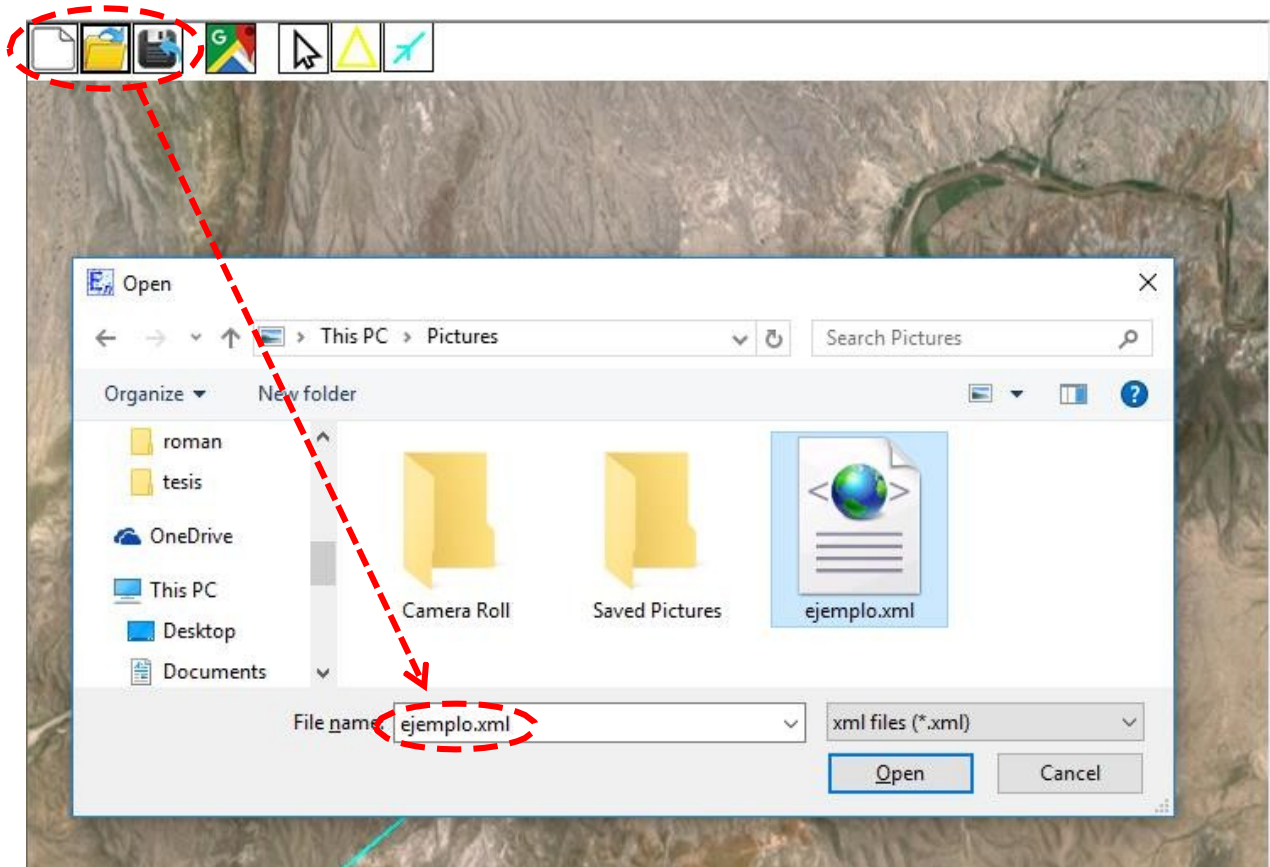 G
En Open
This PC > Pictures
Search Pictures
Organize
New folder
?
roman
tesis
OneDrive
This PC
Desktop
Documents
Camera Roll
Saved Pictures
< >
ejemplo.xml
File name:
ejemplo.xml
xml files (*.xml)
Open
Cancel